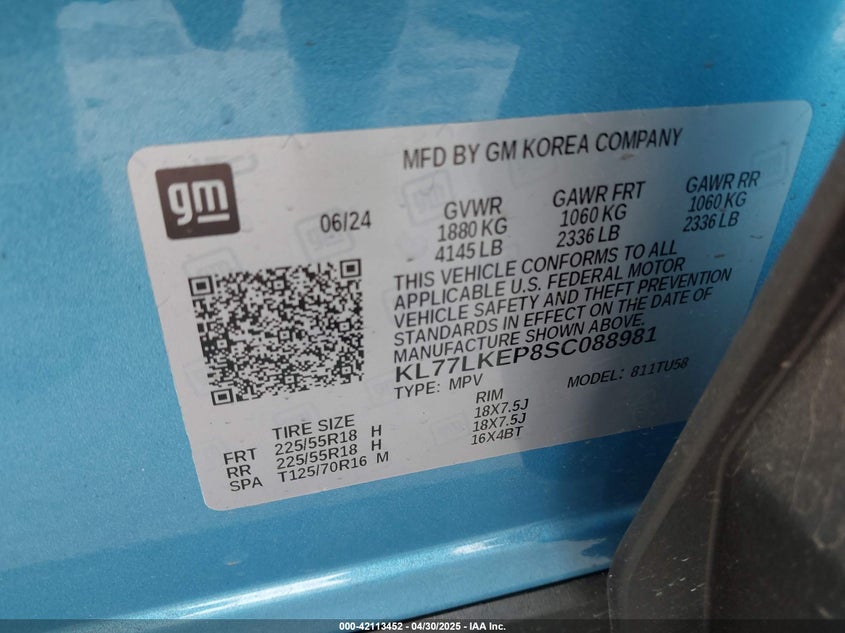 MFD BY GM KOREA COMPANY
gm
06/24
GVWR GAWR FRT GAWR RR
1880 KG 1060 KG 1060 KG
4145 LB 2336 LB 2336 LB
THIS VEHICLE CONFORMS TO ALL
APPLICABLE U.S. FEDERAL MOTOR
VEHICLE SAFETY AND THEFT PREVENTION
STANDARDS IN EFFECT ON THE DATE OF
MANUFACTURE SHOWN ABOVE.
KL77LKEP8SC088981
TYPE: MPV MODEL: 811TU58
TIRE SIZE RIM
FRT 225/55R18 H 18X7.5J
RR 225/55R18 H 18X7.5J
SPA T125/70R16 M 16X4BT
000-42113452 - 04/30/2025 - IAA Inc.